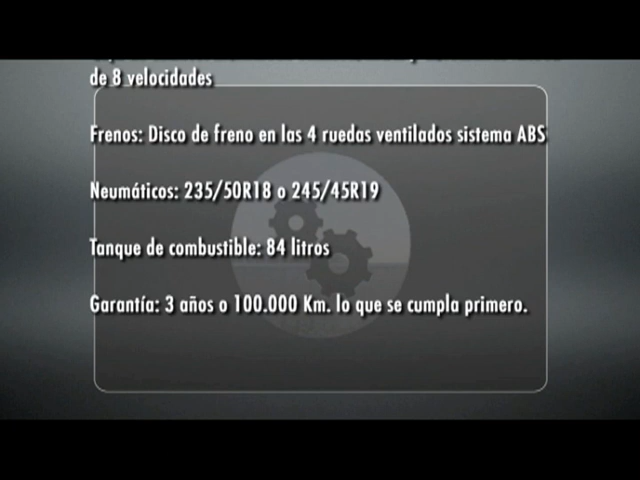 de 8 velocidades
Frenos: Disco de freno en las 4 ruedas ventilados sistema ABS
Neumáticos: 235/50R18 o 245/45R19
Tanque de combustible: 84 litros
Garantía: 3 años o 100.000 Km. lo que se cumpla primero.